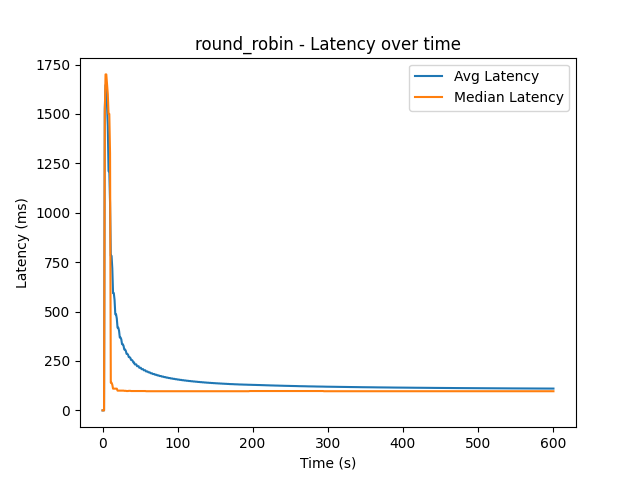 round_robin - Latency over time
Avg Latency
Median Latency
Latency (ms)
1750
1500
1250
1000
750
500
250
0
0 100 200 300 400 500 600
Time (s)